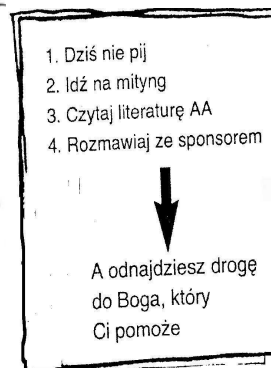 1. Dziś nie pij
2. Idź na mityng
3. Czytaj literaturę AA
4. Rozmawiaj ze sponsorem
A odnajdziesz drogę
do Boga, który
Ci pomoże